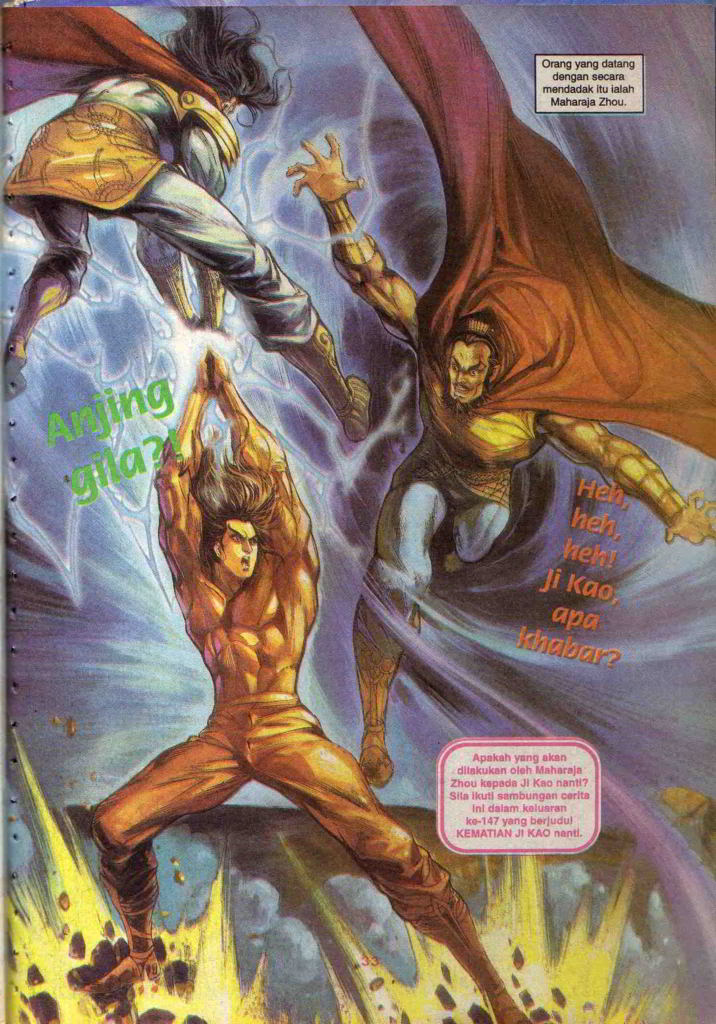 Orang yang datang
dengan secara
mendadak itu ialah
Maharaja Zhou.
Anjing
gila?!
Heh,
heh,
heh!
Ji Kao,
apa
khabar?
Apakah yang akan
dilakukan oleh Maharaja
Zhou kepada Ji Kao nanti?
Sila ikuti sambungan cerita
ini dalam keluaran
ke-147 yang berjudul
KEMATIAN JI KAO nanti.
33